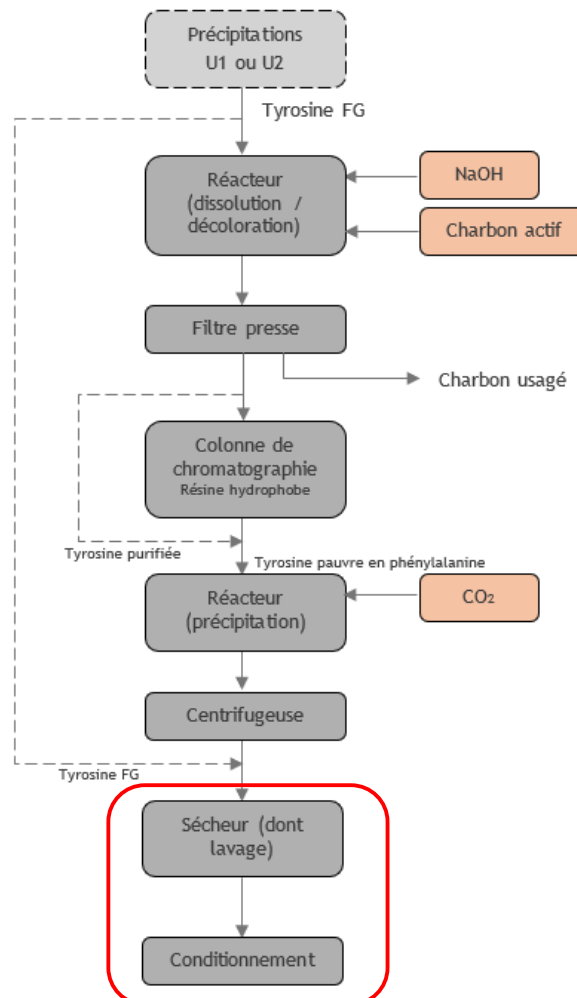 Précipitations
U1 ou U2
Tyrosine FG
Réacteur
(dissolution /
décoloration)
NaOH
Charbon actif
Filtre presse
Charbon usagé
Colonne de
chromatographie
Résine hydrophobe
Tyrosine purifiée
Tyrosine pauvre en phénylalanine
Réacteur
(précipitation)
CO₂
Centrifugeuse
Tyrosine FG
Sécheur (dont
lavage)
Conditionnement